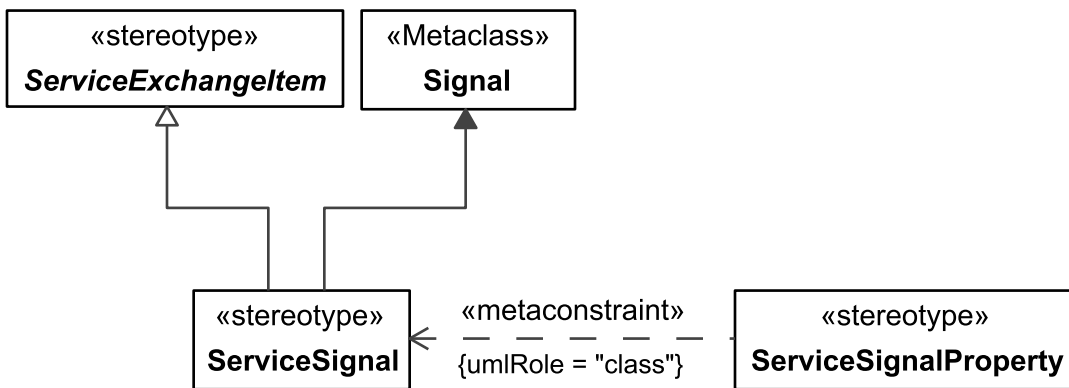 «stereotype»
ServiceExchangeItem
«Metaclass»
Signal
«stereotype»
ServiceSignal
«metaconstraint»
{umlRole = "class"}
«stereotype»
ServiceSignalProperty